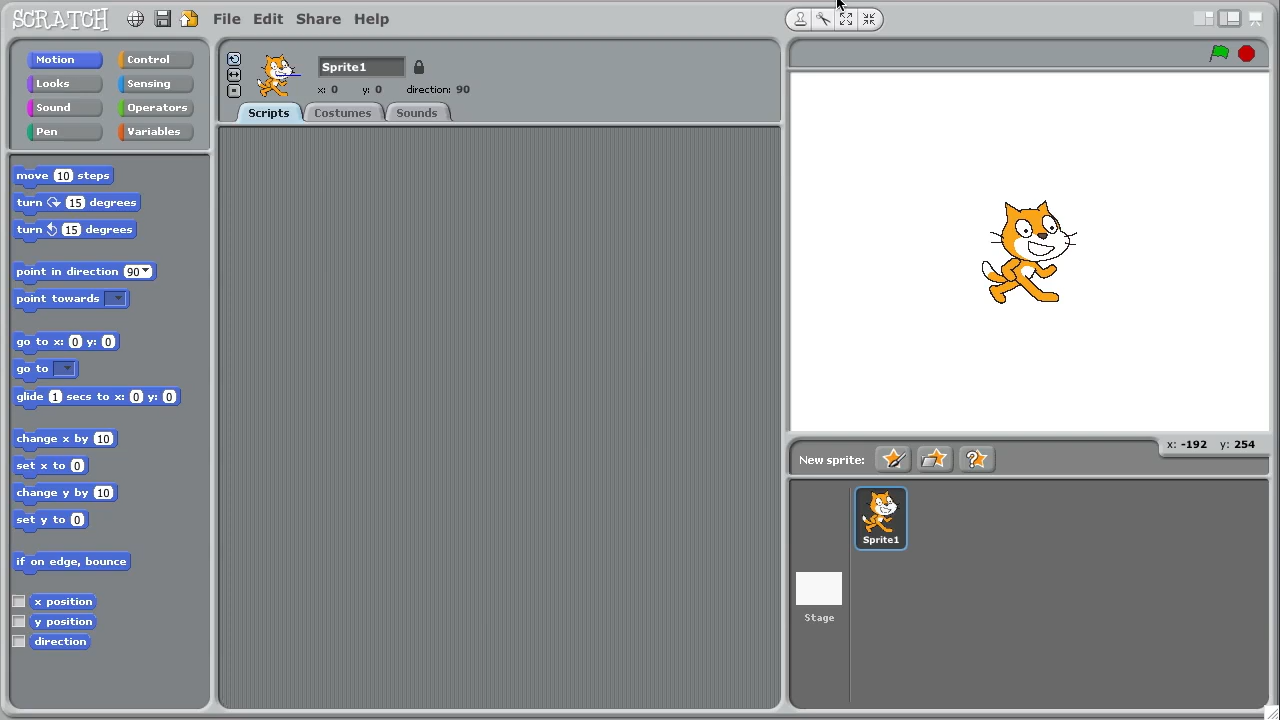 SCRATCH File Edit Share Help
Motion Control
Looks Sensing
Sound Operators
Pen Variables
move 10 steps
turn 15 degrees
turn 15 degrees
point in direction 90
point towards
go to x: 0 y: 0
go to
glide 1 secs to x: 0 y: 0
change x by 10
set x to 0
change y by 10
set y to 0
if on edge, bounce
x position
y position
direction
Sprite1
x: 0 y: 0 direction: 90
Scripts Costumes Sounds
x: -192 y: 254
New sprite: ?
Sprite1
Stage